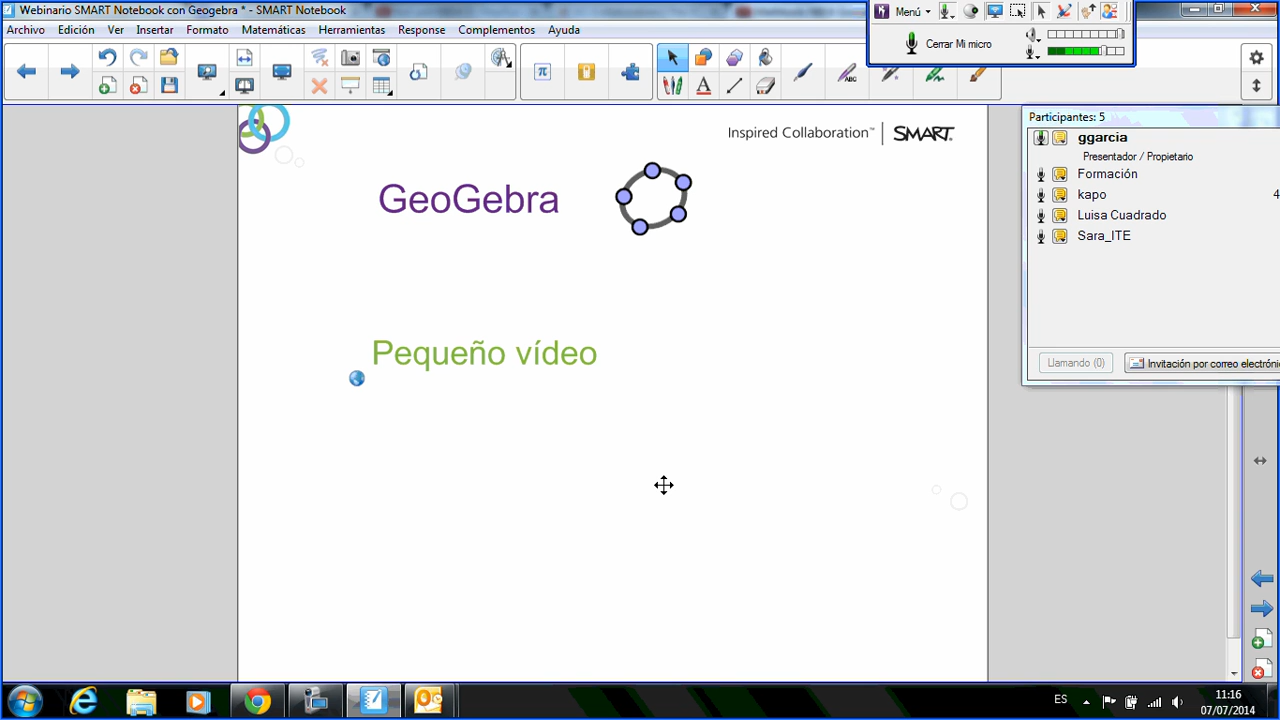 Webinario SMART Notebook con Geogebra * - SMART Notebook
Archivo Edición Ver Insertar Formato Matemáticas Herramientas Response Complementos Ayuda
Menú
Cerrar Mi micro
Inspired Collaboration™ SMART
GeoGebra
Pequeño vídeo
Participantes: 5
ggarcia
Presentador / Propietario
Formación
kapo 4
Luisa Cuadrado
Sara_ITE
Llamando (0) Invitación por correo electróni
ES 11:16
07/07/2014